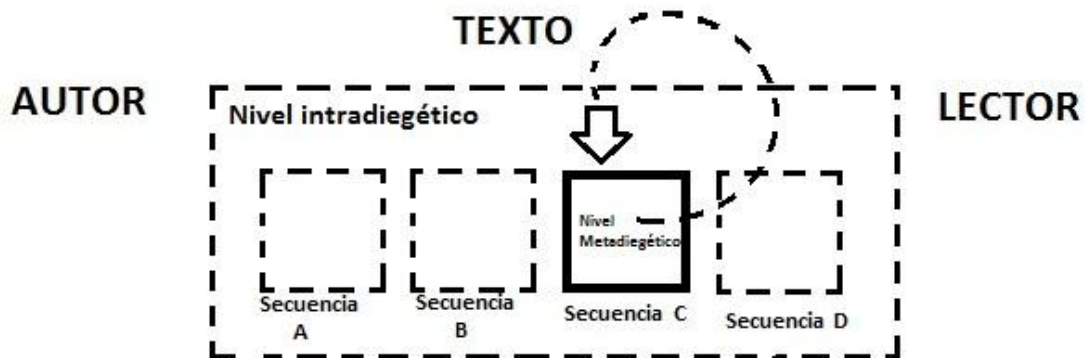 TEXTO
AUTOR
LECTOR
Nivel intradiegético
Nivel
Metadiegético
Secuencia
A
Secuencia
B
Secuencia C
Secuencia D